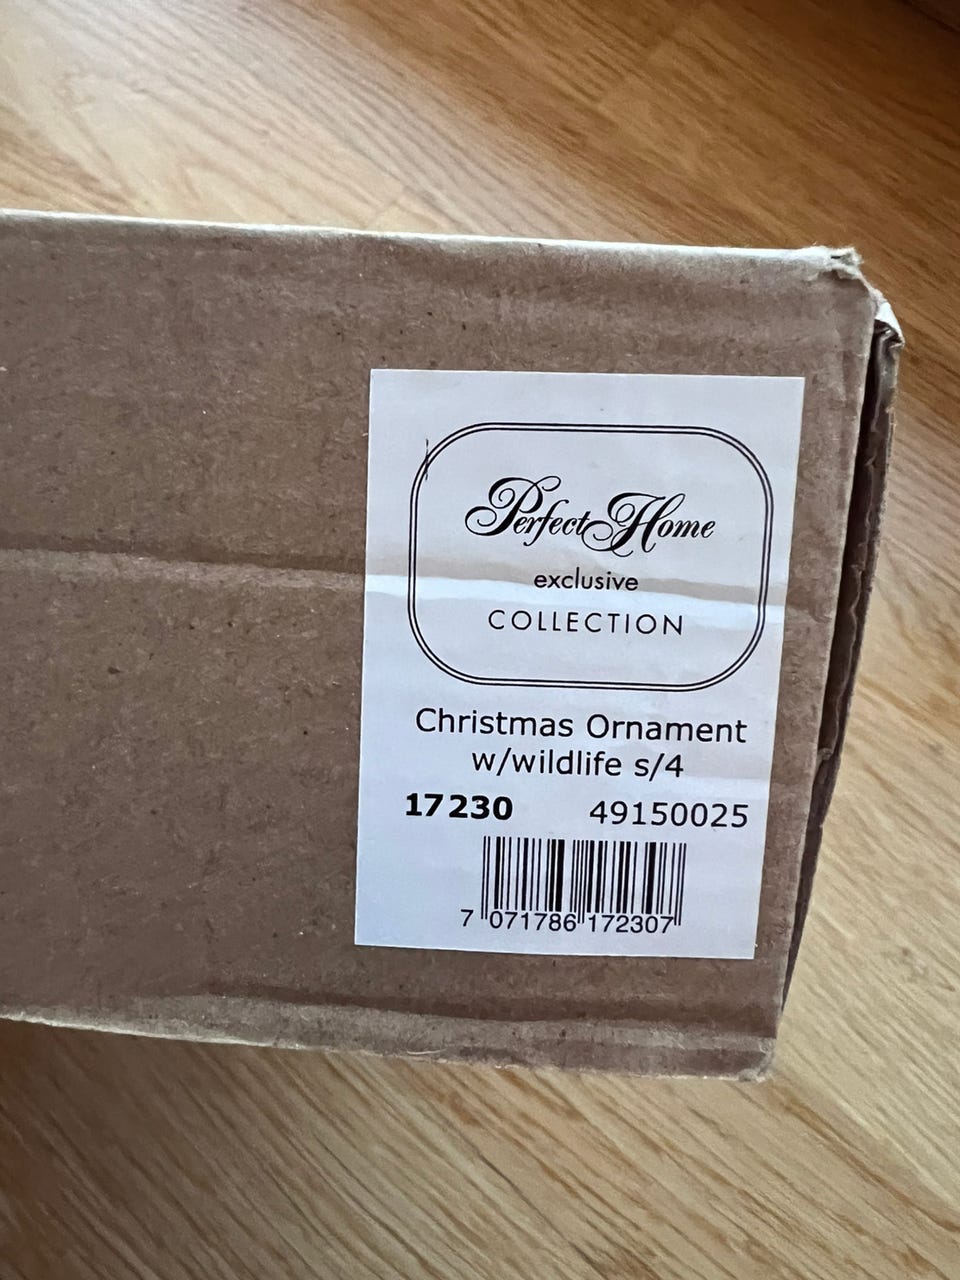 Perfect Home
exclusive
COLLECTION
Christmas Ornament
w/wildlife s/4
17230 49150025
7 071786 172307